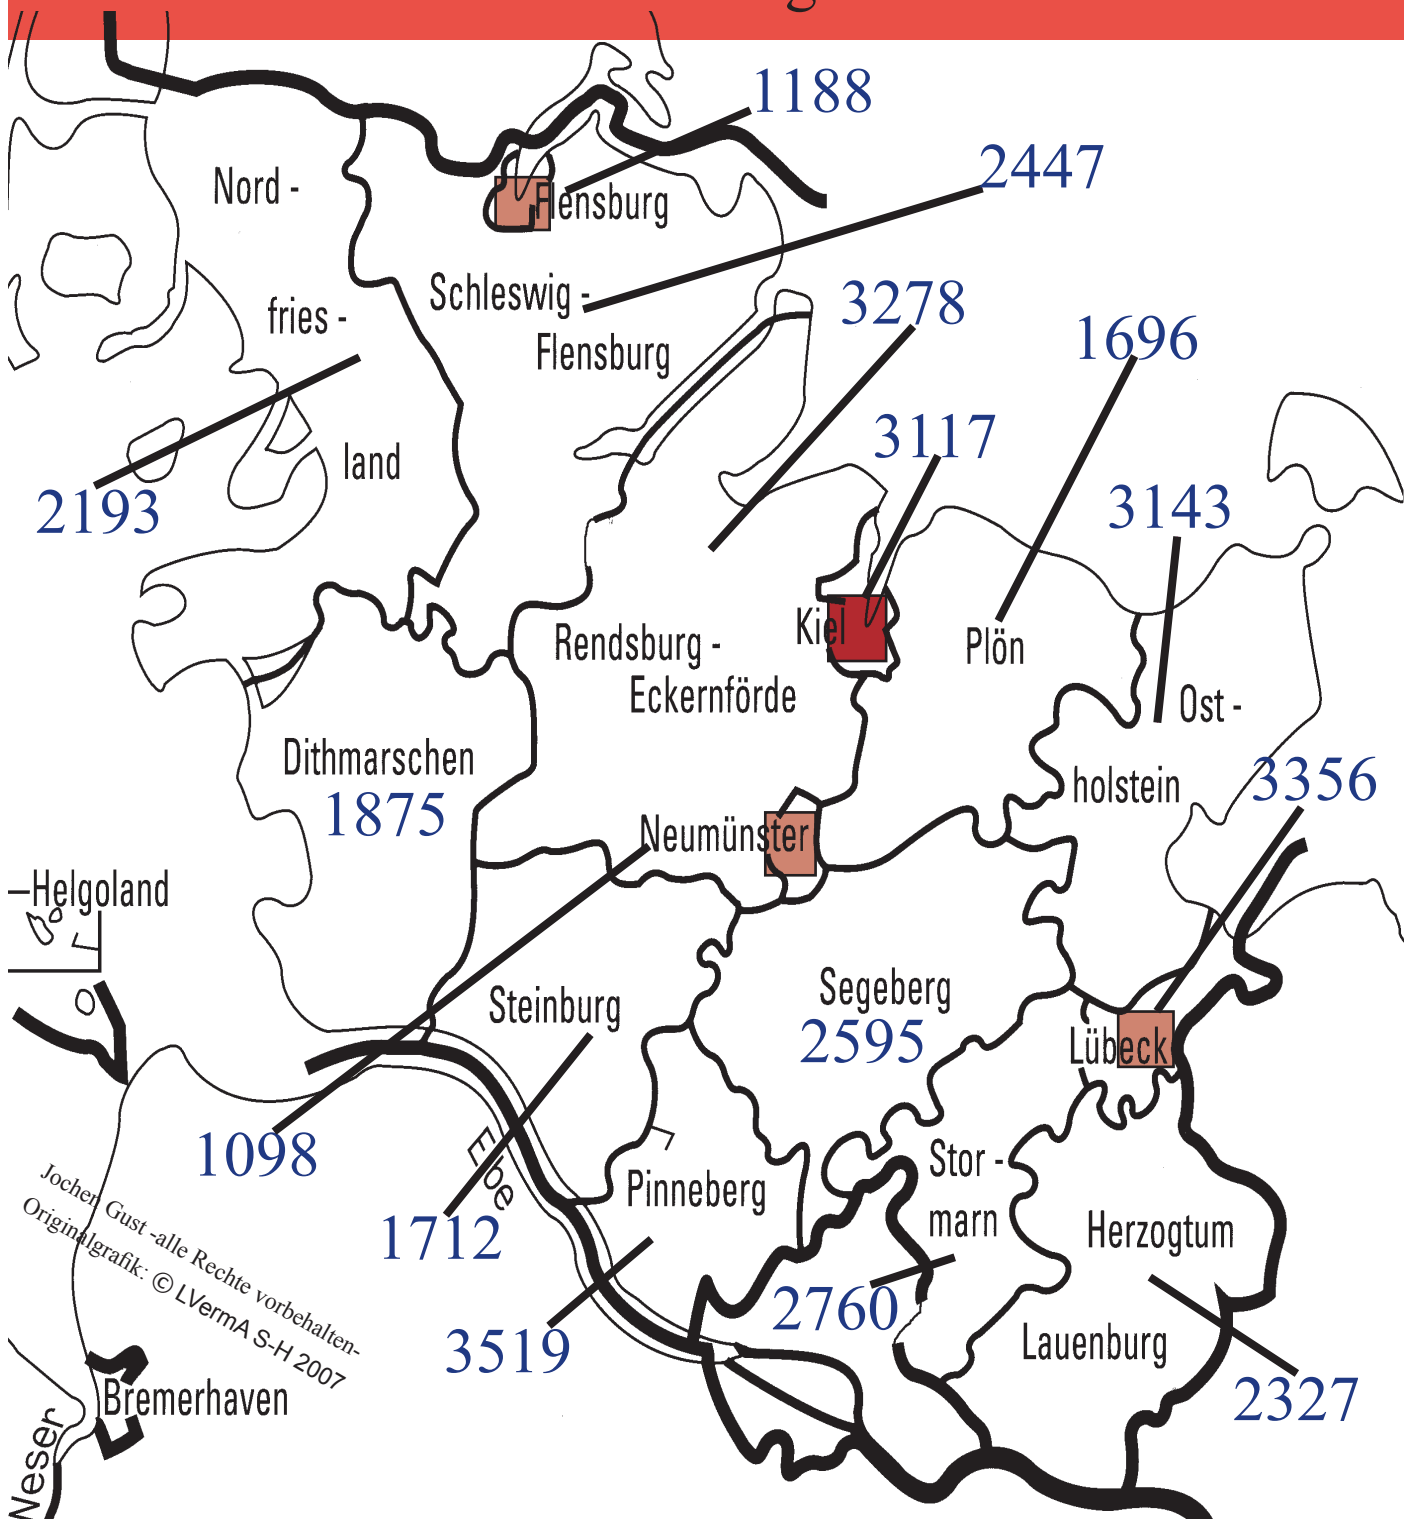 1188
2447
Nord -
Flensburg
Schleswig -
3278
fries -
1696
Flensburg
3117
land
2193
3143
Kiel
Rendsburg -
Plön
Eckernförde
Ost -
Dithmarschen
1875
holstein
3356
Neumünster
—Helgoland
Steinburg
Segeberg
2595
Lübeck
1098
Elbe
Stor -
Pinneberg
marn
Herzogtum
1712
2760
3519
Lauenburg
2327
Jochen Gust -alle Rechte vorbehalten-
Originalgrafik: © LVermA S-H 2007
Bremerhaven
Weser